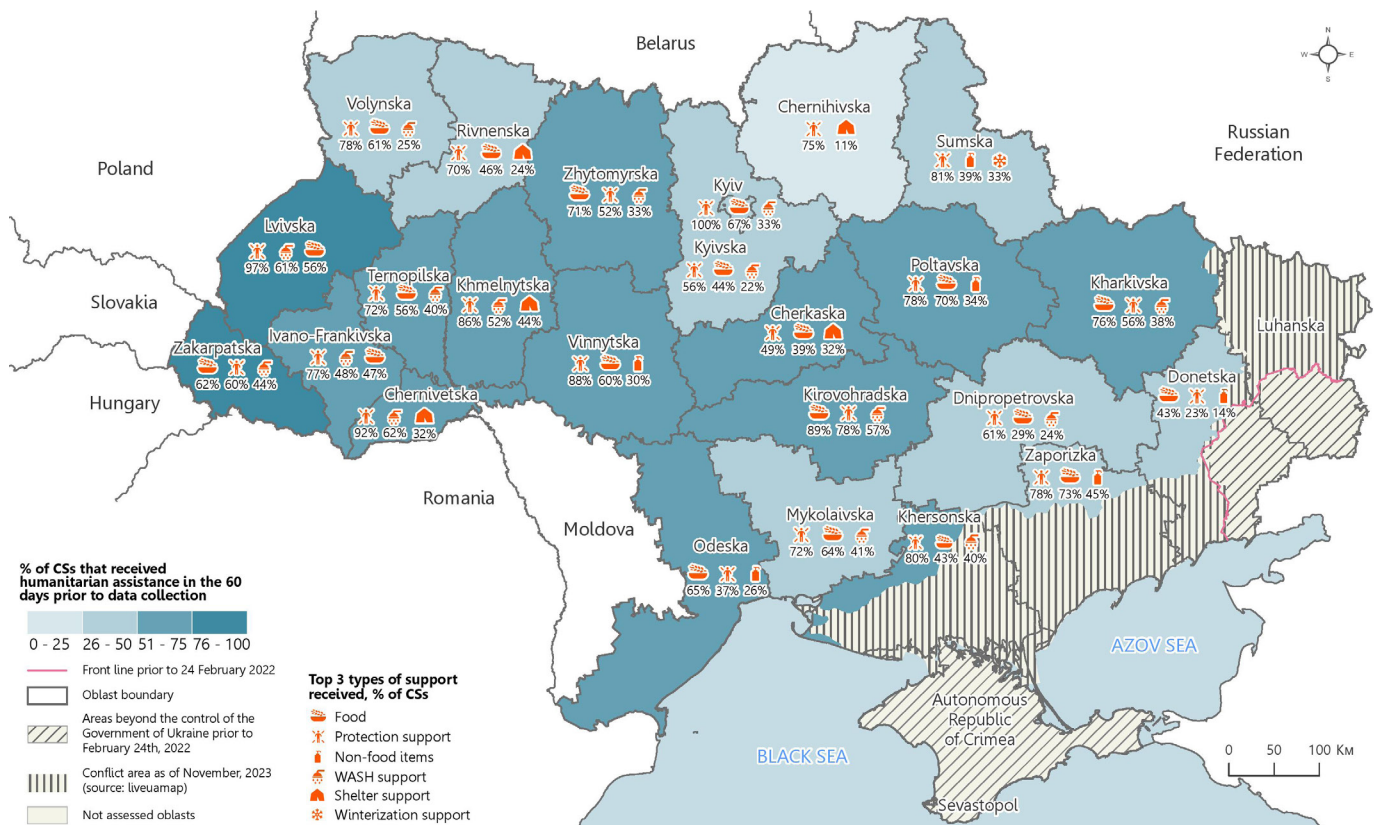 Belarus
N
W
E
S
Volynska
78% 61% 25%
Rivnenska
70% 46% 24%
Chernihivska
75% 11%
Sumska
81% 39% 33%
Russian
Federation
Poland
Zhytomyrska
71% 52% 33%
Kyiv
100% 67% 33%
Kyivska
56% 44% 22%
Lvivska
97% 61% 56%
Ternopilska
72% 56% 40%
Khmelnytska
86% 52% 44%
Poltavska
78% 70% 34%
Kharkivska
76% 56% 38%
Slovakia
Cherkaska
49% 39% 32%
Luhanska
Ivano-Frankivska
77% 48% 47%
Zakarpatska
62% 60% 44%
Vinnytska
88% 60% 30%
Hungary
Chernivetska
92% 62% 32%
Kirovohradska
89% 78% 57%
Dnipropetrovska
61% 29% 24%
Donetska
43% 23% 14%
Zaporizka
78% 73% 45%
Romania
Moldova
Mykolaivska
72% 64% 41%
Khersonska
80% 43% 40%
Odeska
65% 37% 26%
AZOV SEA
Autonomous
Republic
of Crimea
BLACK SEA
Sevastopol
0 50 100 Км
% of CSs that received
humanitarian assistance in the 60
days prior to data collection
0 - 25 26 - 50 51 - 75 76 - 100
Front line prior to 24 February 2022
Oblast boundary
Areas beyond the control of the
Government of Ukraine prior to
February 24th, 2022
Conflict area as of November, 2023
(source: liveuamap)
Not assessed oblasts
Top 3 types of support
received, % of CSs
Food
Protection support
Non-food items
WASH support
Shelter support
Winterization support